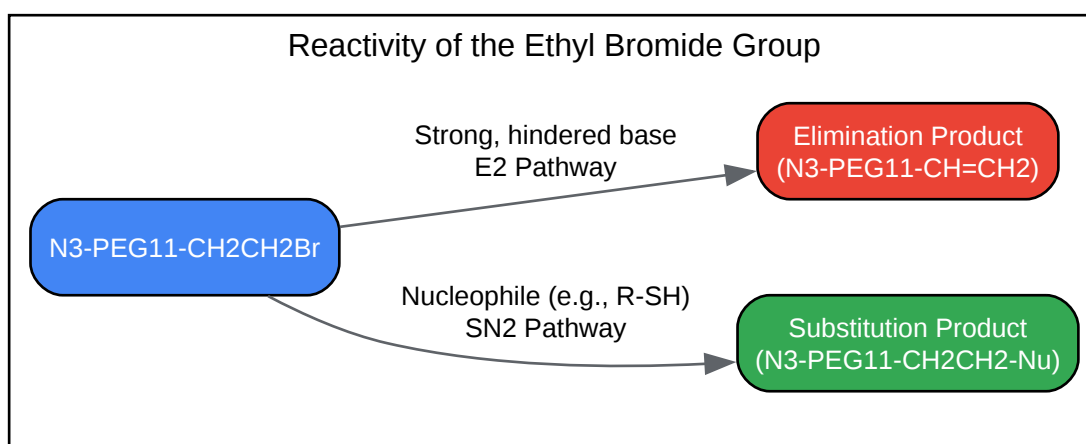 Reactivity of the Ethyl Bromide Group
Strong, hindered base
E2 Pathway
Elimination Product
(N3-PEG11-CH=CH2)
N3-PEG11-CH2CH2Br
Nucleophile (e.g., R-SH)
SN2 Pathway
Substitution Product
(N3-PEG11-CH2CH2-Nu)